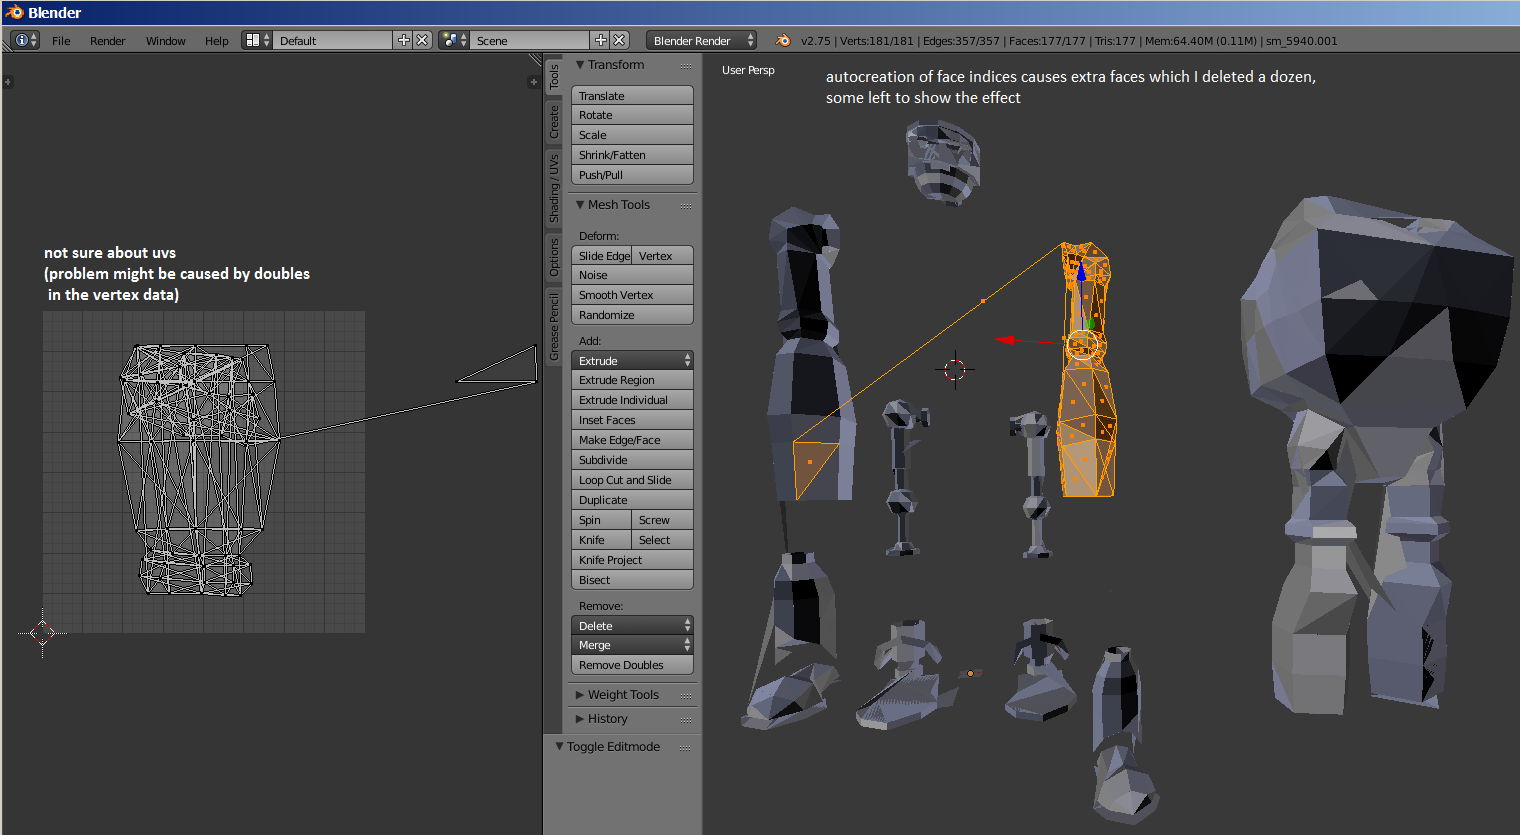 Blender
File Render Window Help Default Scene Blender Render v2.75 | Verts:181/181 | Edges:357/357 | Faces:177/177 | Tris:177 | Mem:64.40M (0.11M) | sm_5940.001
Tools
Create
Shading / UVs
Options
Grease Pencil
Transform
Translate
Rotate
Scale
Shrink/Fatten
Push/Pull
Mesh Tools
Deform:
Slide Edge Vertex
Noise
Smooth Vertex
Randomize
Add:
Extrude
Extrude Region
Extrude Individual
Inset Faces
Make Edge/Face
Subdivide
Loop Cut and Slide
Duplicate
Spin Screw
Knife Select
Knife Project
Bisect
Remove:
Delete
Merge
Remove Doubles
Weight Tools
History
Toggle Editmode
User Persp
autocreation of face indices causes extra faces which I deleted a dozen,
some left to show the effect
not sure about uvs
(problem might be caused by doubles
in the vertex data)